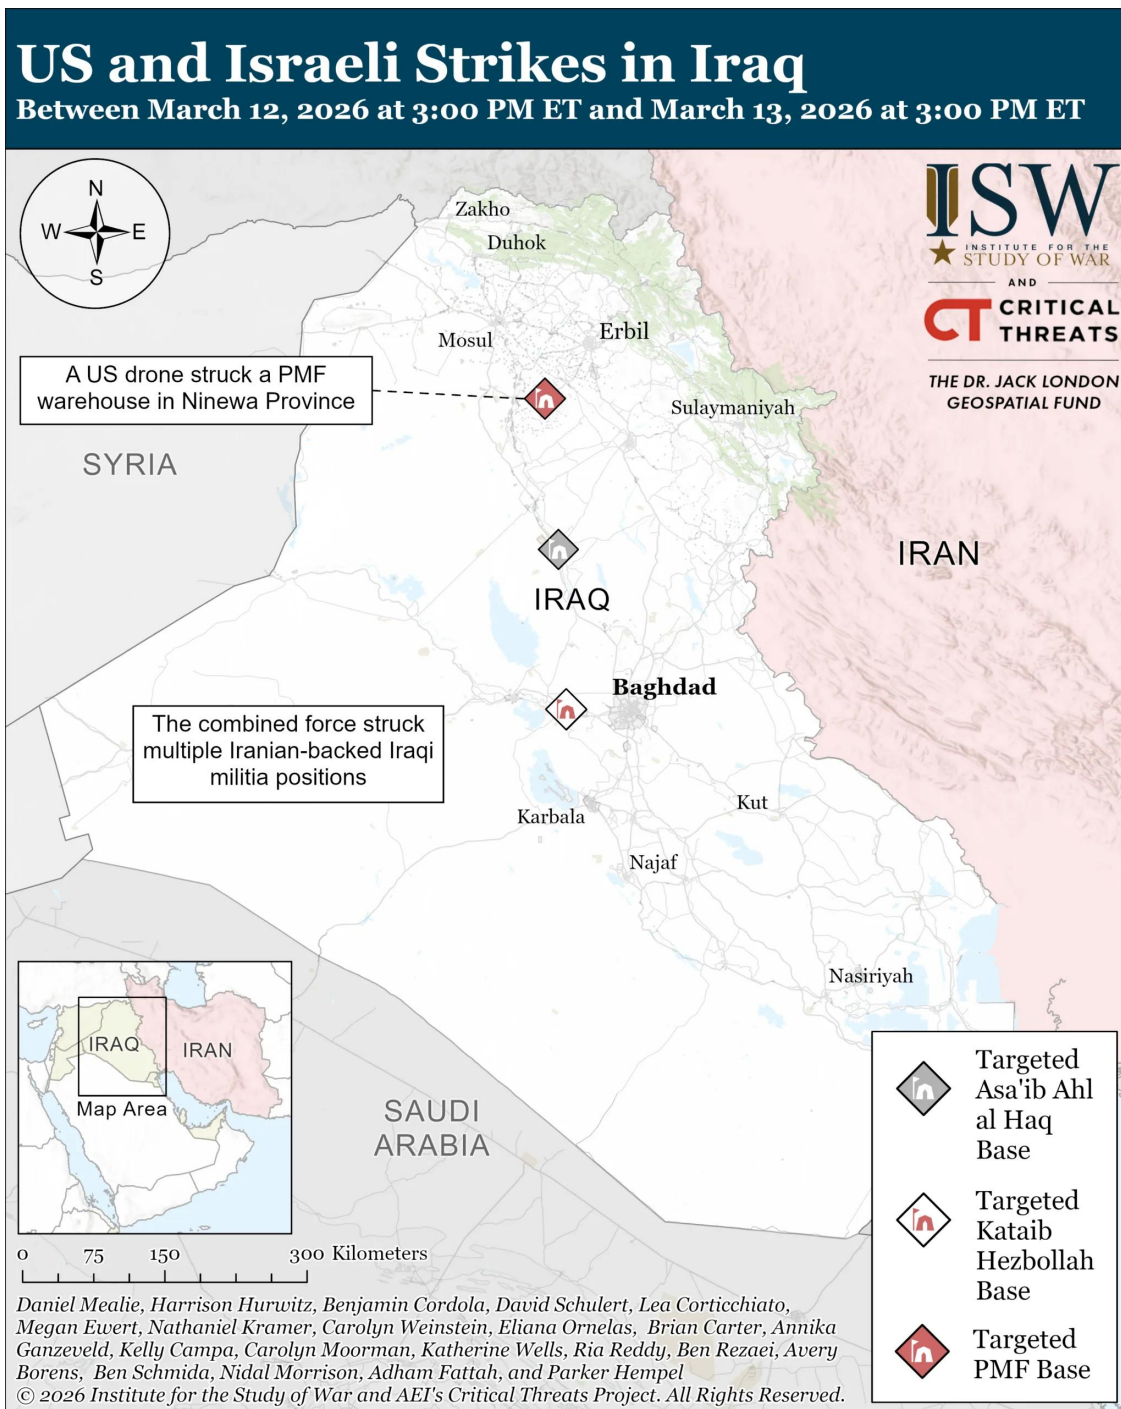 US and Israeli Strikes in Iraq
Between March 12, 2026 at 3:00 PM ET and March 13, 2026 at 3:00 PM ET
N
W
E
S
ISW
INSTITUTE FOR THE
STUDY OF WAR
AND
CT CRITICAL
THREATS
THE DR. JACK LONDON
GEOSPATIAL FUND
Zakho
Duhok
Mosul
Erbil
A US drone struck a PMF
warehouse in Ninewa Province
Sulaymaniyah
SYRIA
IRAN
IRAQ
Baghdad
The combined force struck
multiple Iranian-backed Iraqi
militia positions
Karbala
Kut
Najaf
Nasiriyah
IRAQ
IRAN
Map Area
SAUDI
ARABIA
Targeted
Asa'ib Ahl
al Haq
Base
Targeted
Kataib
Hezbollah
Base
Targeted
PMF Base
0 75 150 300 Kilometers
Daniel Mealie, Harrison Hurwitz, Benjamin Cordola, David Schulert, Lea Corticchiato,
Megan Ewert, Nathaniel Kramer, Carolyn Weinstein, Eliana Ornelas, Brian Carter, Annika
Ganzeveld, Kelly Campa, Carolyn Moorman, Katherine Wells, Ria Reddy, Ben Rezaei, Avery
Borens, Ben Schmida, Nidal Morrison, Adham Fattah, and Parker Hempel
© 2026 Institute for the Study of War and AEI's Critical Threats Project. All Rights Reserved.